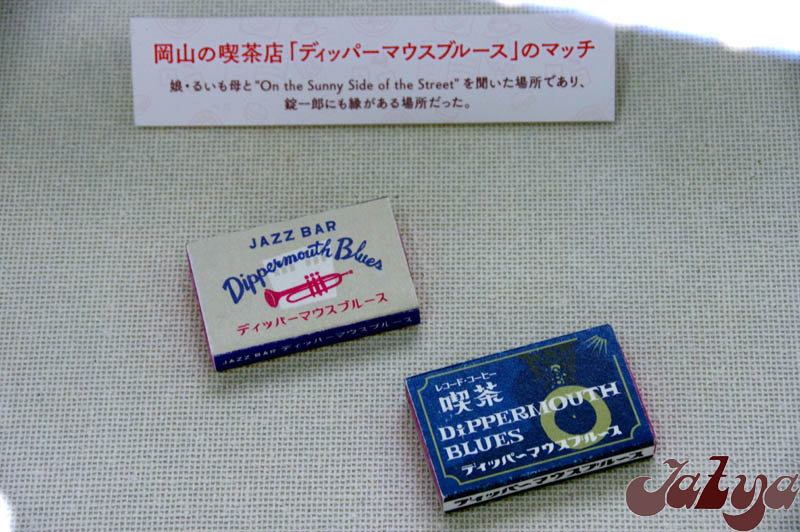 岡山の喫茶店「ディッパーマウスブルース」のマッチ
娘・るいも母と"On the Sunny Side of the Street" を聞いた場所であり、
錠一郎にも縁がある場所だった。
JAZZ BAR
Dippermouth Blues
ディッパーマウスブルース
JAZZ BAR ディッパーマウスブルース
レコード・コーヒー
喫茶
DiPPERMOUTH
BLUES
ディッパーマウスブルース
ディッパーマウスブルース
JaZya